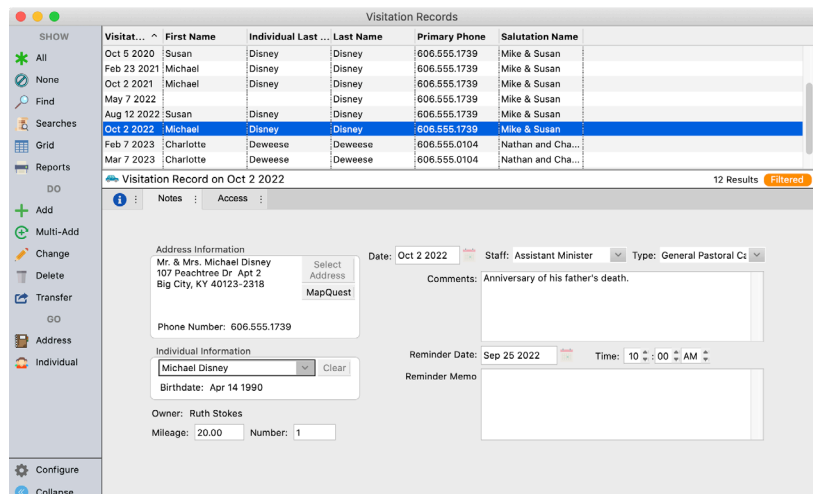 Visitation Records
SHOW
All
None
Find
Searches
Grid
Reports
DO
Add
Multi-Add
Change
Delete
Transfer
GO
Address
Individual
Configure
Collapse
Visitat... First Name Individual Last ... Last Name Primary Phone Salutation Name
Oct 5 2020 Susan Disney Disney 606.555.1739 Mike & Susan
Feb 23 2021 Michael Disney Disney 606.555.1739 Mike & Susan
Oct 2 2021 Michael Disney Disney 606.555.1739 Mike & Susan
May 7 2022 Disney 606.555.1739 Mike & Susan
Aug 12 2022 Susan Disney Disney 606.555.1739 Mike & Susan
Oct 2 2022 Michael Disney Disney 606.555.1739 Mike & Susan
Feb 7 2023 Charlotte Deweese Deweese 606.555.0104 Nathan and Cha...
Mar 7 2023 Charlotte Deweese Deweese 606.555.0104 Nathan and Cha...
Visitation Record on Oct 2 2022 12 Results Filtered
Notes : Access :
Address Information
Mr. & Mrs. Michael Disney
107 Peachtree Dr Apt 2
Big City, KY 40123-2318
Select
Address
MapQuest
Phone Number: 606.555.1739
Individual Information
Michael Disney Clear
Birthdate: Apr 14 1990
Owner: Ruth Stokes
Mileage: 20.00 Number: 1
Date: Oct 2 2022 Staff: Assistant Minister Type: General Pastoral Ca
Comments: Anniversary of his father's death.
Reminder Date: Sep 25 2022 Time: 10 : 00 AM
Reminder Memo